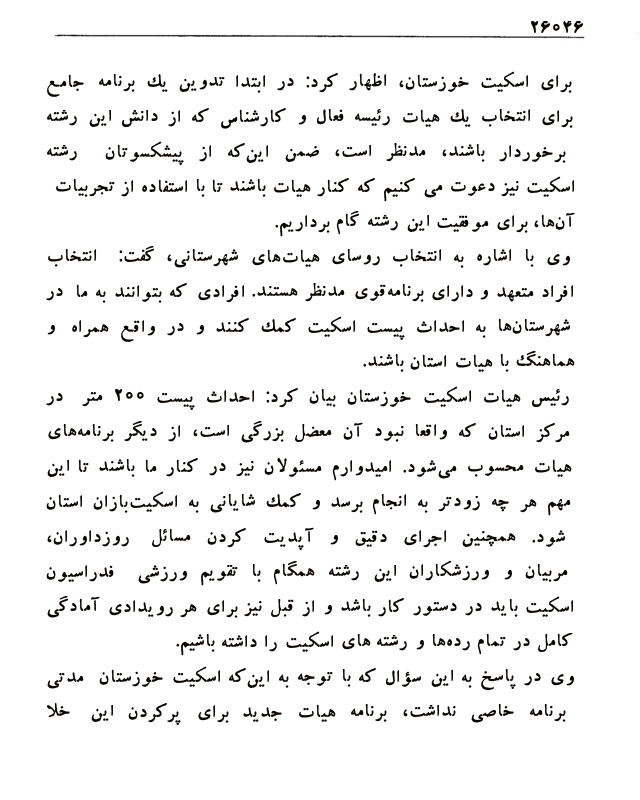 ۲۶۰۴۶
برای اسکیت خوزستان، اظهار کرد: در ابتدا تدوین یك برنامه جامع
برای انتخاب یك هیات رئیسه فعال و کارشناس که از دانش این رشته
برخوردار باشند، مدنظر است، ضمن این‌که از پیشکسوتان رشته
اسکیت نیز دعوت می کنیم که کنار هیات باشند تا با استفاده از تجربیات
آن‌ها، برای موفقیت این رشته گام برداریم.
وی با اشاره به انتخاب روسای هیات‌های شهرستانی، گفت: انتخاب
افراد متعهد و دارای برنامه‌قوی مدنظر هستند. افرادی که بتوانند به ما در
شهرستان‌ها به احداث پیست اسکیت کمك کنند و در واقع همراه و
هماهنگ با هیات استان باشند.
رئیس هیات اسکیت خوزستان بیان کرد: احداث پیست ۲۰۰ متر در
مرکز استان که واقعا نبود آن معضل بزرگی است، از دیگر برنامه‌های
هیات محسوب می‌شود. امیدوارم مسئولان نیز در کنار ما باشند تا این
مهم هر چه زودتر به انجام برسد و کمك شایانی به اسکیت‌بازان استان
شود. همچنین اجرای دقیق و آپدیت کردن مسائل روزداوران،
مربیان و ورزشکاران این رشته همگام با تقویم ورزشی فدراسیون
اسکیت باید در دستور کار باشد و از قبل نیز برای هر رویدادی آمادگی
کامل در تمام رده‌ها و رشته های اسکیت را داشته باشیم.
وی در پاسخ به این سؤال که با توجه به این‌که اسکیت خوزستان مدتی
برنامه خاصی نداشت، برنامه هیات جدید برای پرکردن این خلا